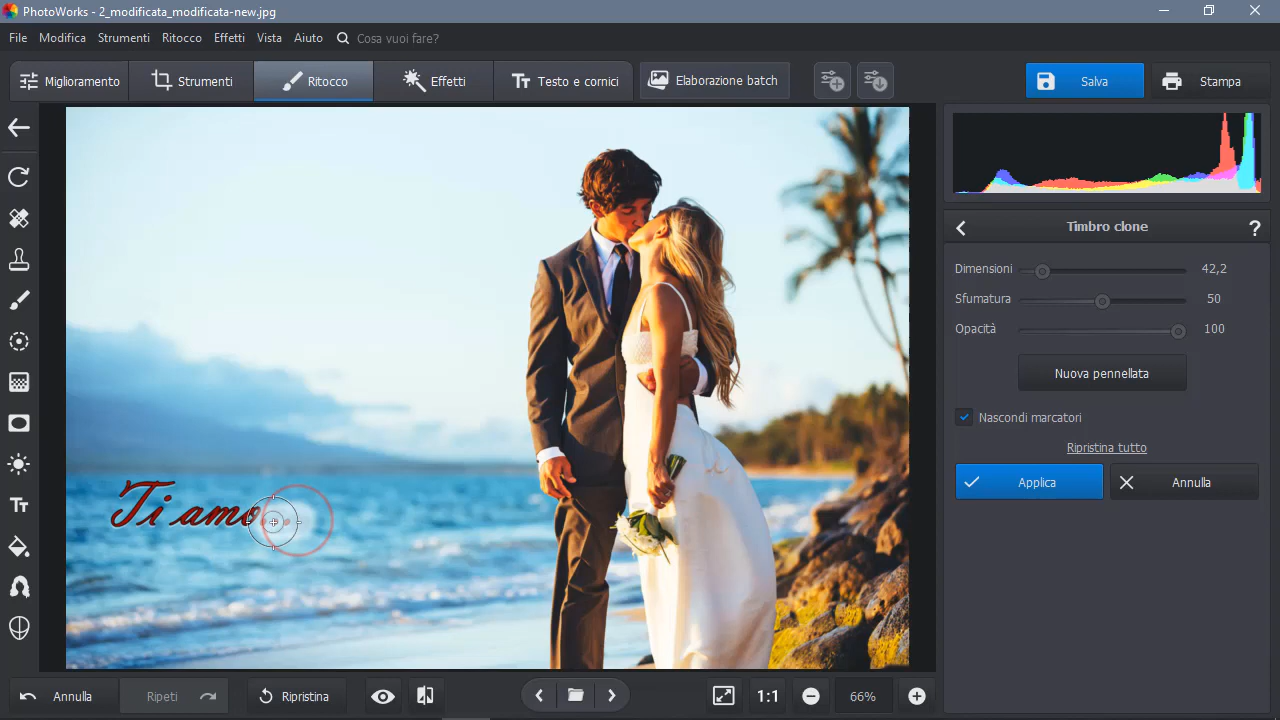 PhotoWorks - 2_modificata_modificata-new.jpg
File Modifica Strumenti Ritocco Effetti Vista Aiuto Cosa vuoi fare?
Miglioramento Strumenti Ritocco Effetti Testo e cornici Elaborazione batch Salva Stampa
Timbro clone ?
Dimensioni 42,2
Sfumatura 50
Opacità 100
Nuova pennellata
Nascondi marcatori
Ripristina tutto
Applica Annulla
Ti amo
Tt
Annulla Ripeti Ripristina 1:1 66%